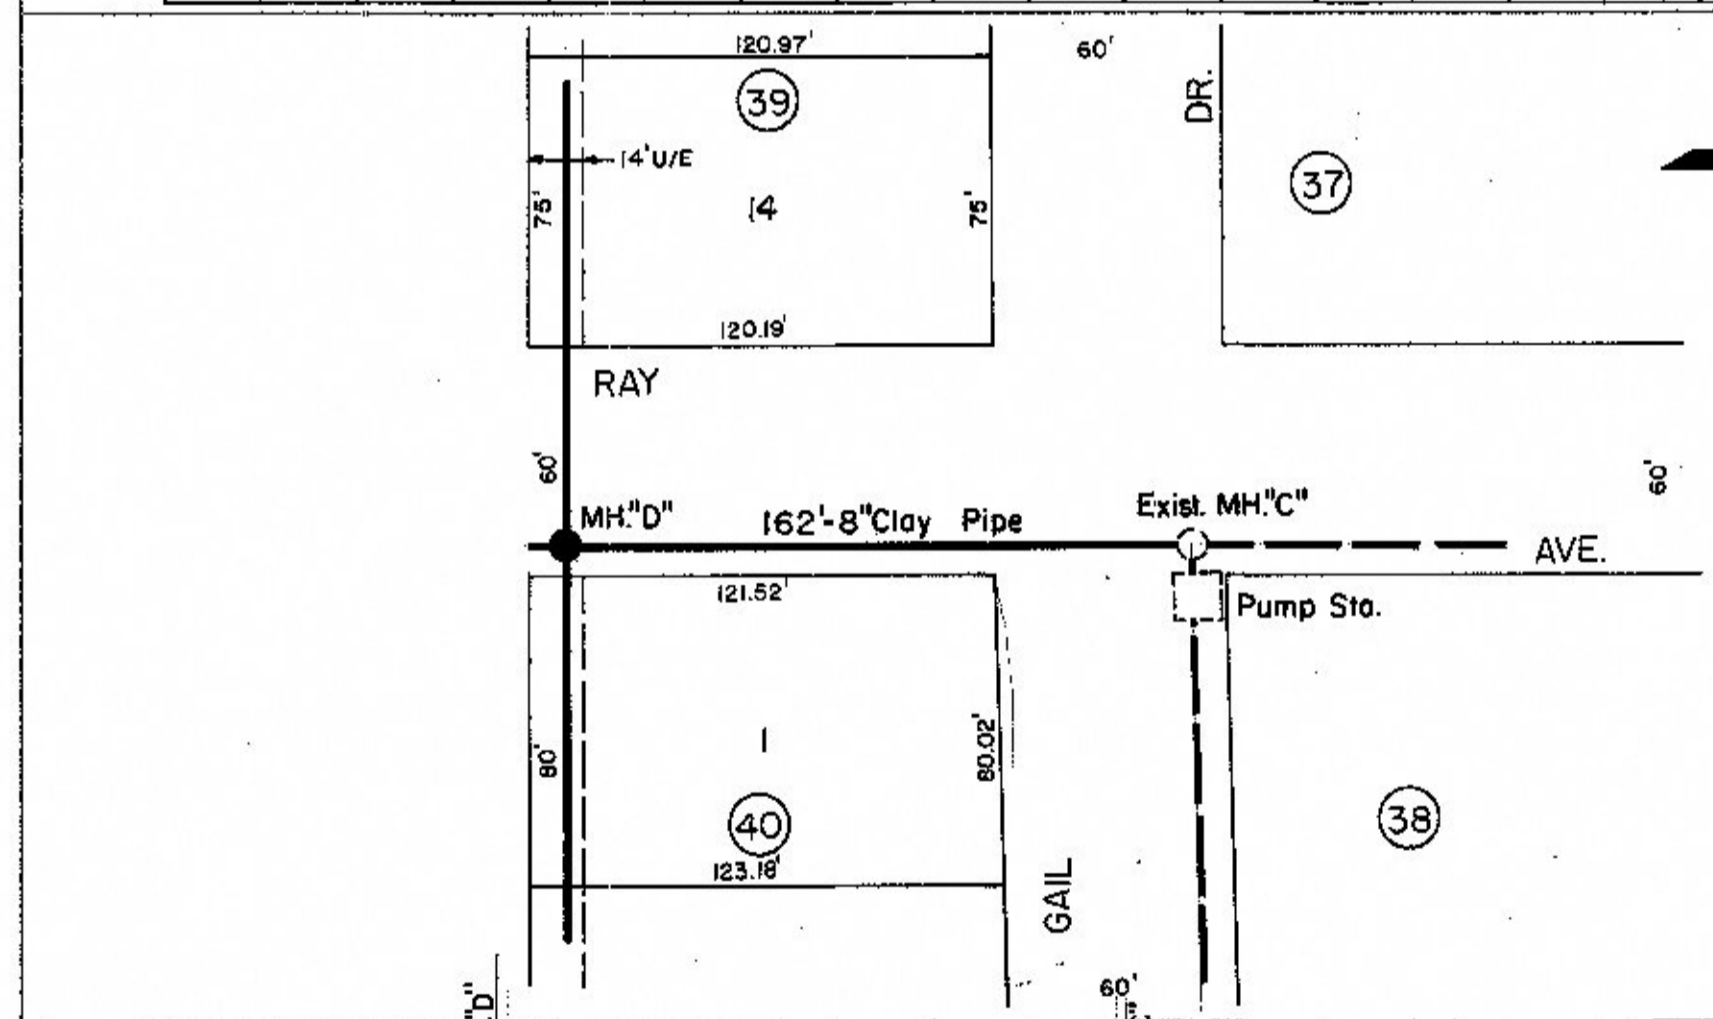 120.97'
60'
39
DR.
14'U/E
37
75'
14
75'
120.19'
RAY
60'
60'
MH."D"
162'-8"Clay Pipe
Exist. MH."C"
AVE.
121.52'
Pump Sta.
80'
1
80.02'
40
38
123.18'
GAIL
"D"
60'